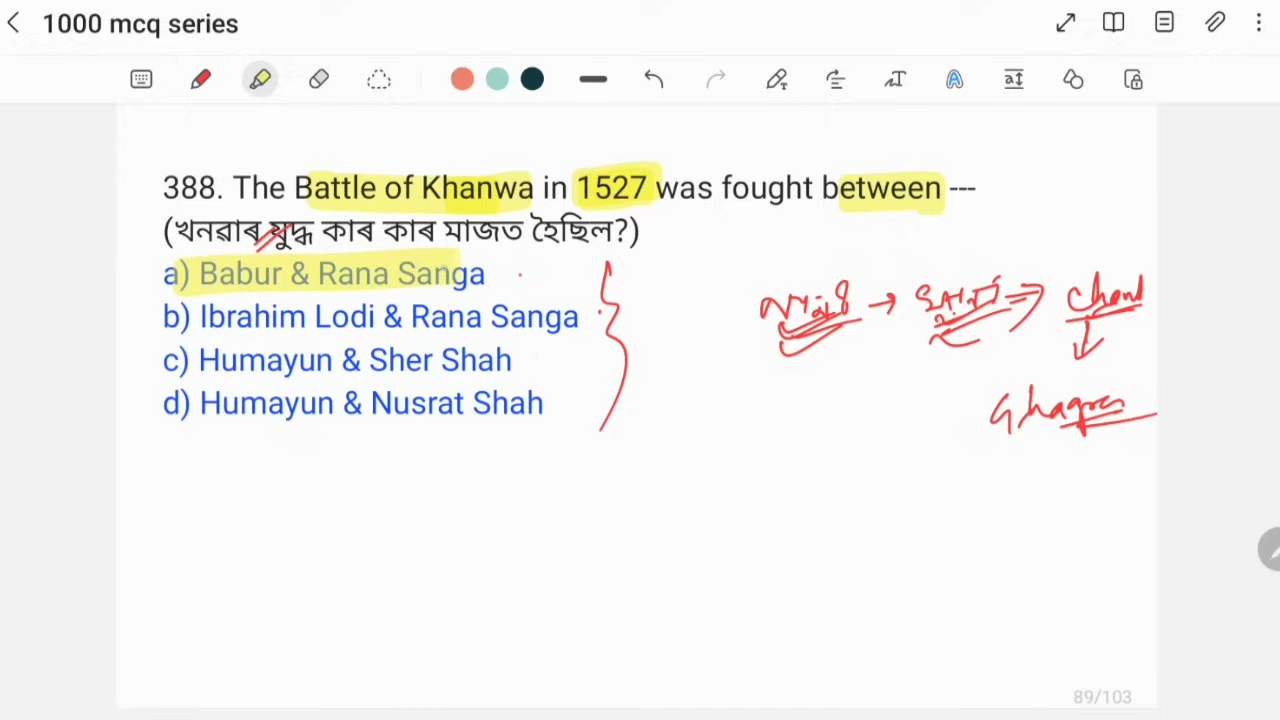 1000 mcq series
388. The Battle of Khanwa in 1527 was fought between ---
(খনৱাৰ যুদ্ধ কাৰ কাৰ মাজত হৈছিল?)
a) Babur & Rana Sanga
b) Ibrahim Lodi & Rana Sanga
c) Humayun & Sher Shah
d) Humayun & Nusrat Shah
89/103